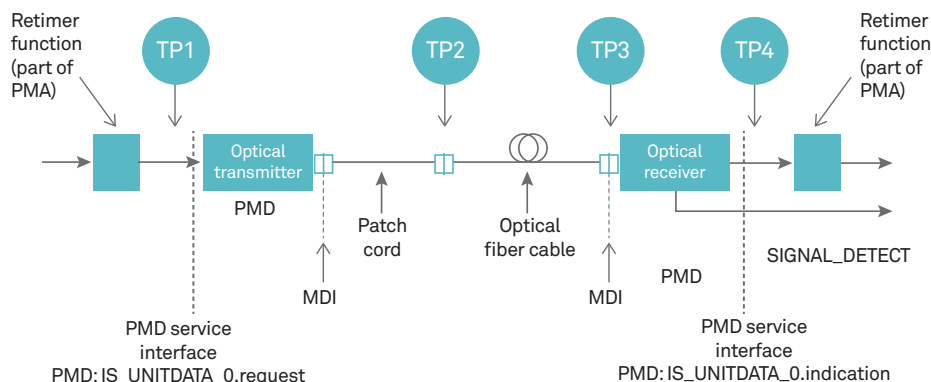 Retimer
function
(part of
PMA)
TP1
TP2
TP3
TP4
Retimer
function
(part of
PMA)
Optical
transmitter
PMD
Optical
receiver
Patch
cord
Optical
fiber cable
MDI
MDI
PMD
SIGNAL_DETECT
PMD service
interface
PMD: IS_UNITDATA_0.request
PMD service
interface
PMD: IS_UNITDATA_0.indication